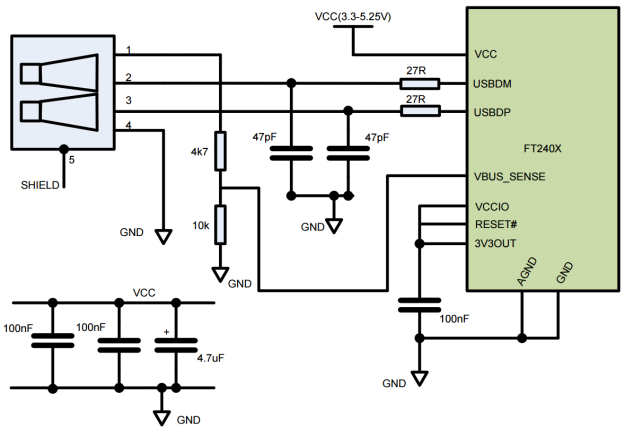 VCC(3.3-5.25V)
1
VCC
27R
2
USBDM
27R
3
USBDP
4
47pF
47pF
4k7
FT240X
5
SHIELD
VBUS_SENSE
VCCIO
10k
RESET#
GND
GND
3V3OUT
AGND
GND
GND
VCC
100nF
100nF
+
4.7uF
100nF
GND
GND